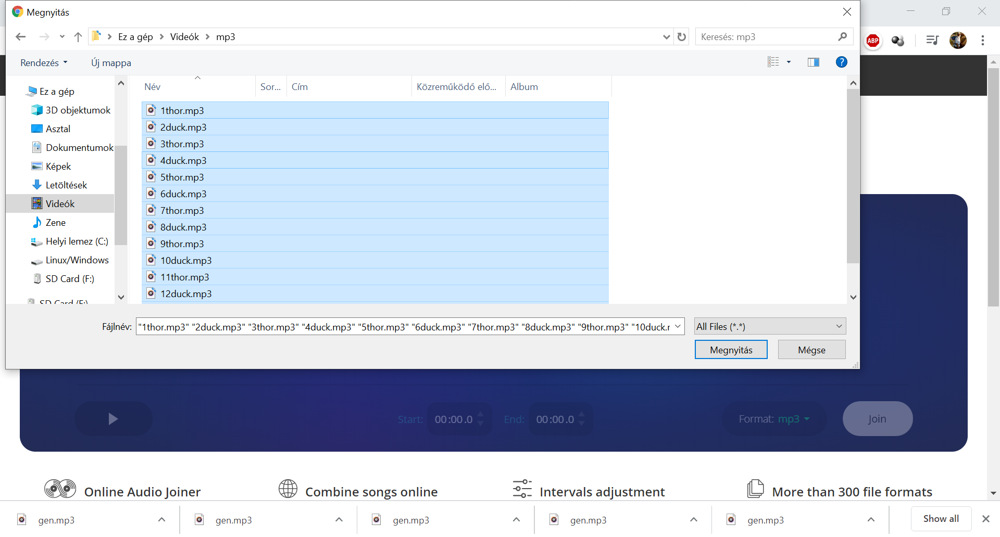 Megnyitás
Ez a gép Videók mp3
Keresés: mp3
ABP
Rendezés Új mappa
?
Név Sor... Cím Közreműködő elő... Album
Ez a gép
3D objektumok
Asztal
Dokumentumok
Képek
Letöltések
Videók
Zene
Helyi lemez (C:)
Linux/Windows
SD Card (F:)
SD Card (F:)
1thor.mp3
2duck.mp3
3thor.mp3
4duck.mp3
5thor.mp3
6duck.mp3
7thor.mp3
8duck.mp3
9thor.mp3
10duck.mp3
11thor.mp3
12duck.mp3
Fájlnév: "1thor.mp3" "2duck.mp3" "3thor.mp3" "4duck.mp3" "5thor.mp3" "6duck.mp3" "7thor.mp3" "8duck.mp3" "9thor.mp3" "10duck.r
All Files (*.*)
Megnyitás Mégse
Start: 00:00.0 End: 00:00.0 Format: mp3 Join
Online Audio Joiner Combine songs online Intervals adjustment More than 300 file formats
gen.mp3 gen.mp3 gen.mp3 gen.mp3 gen.mp3 Show all